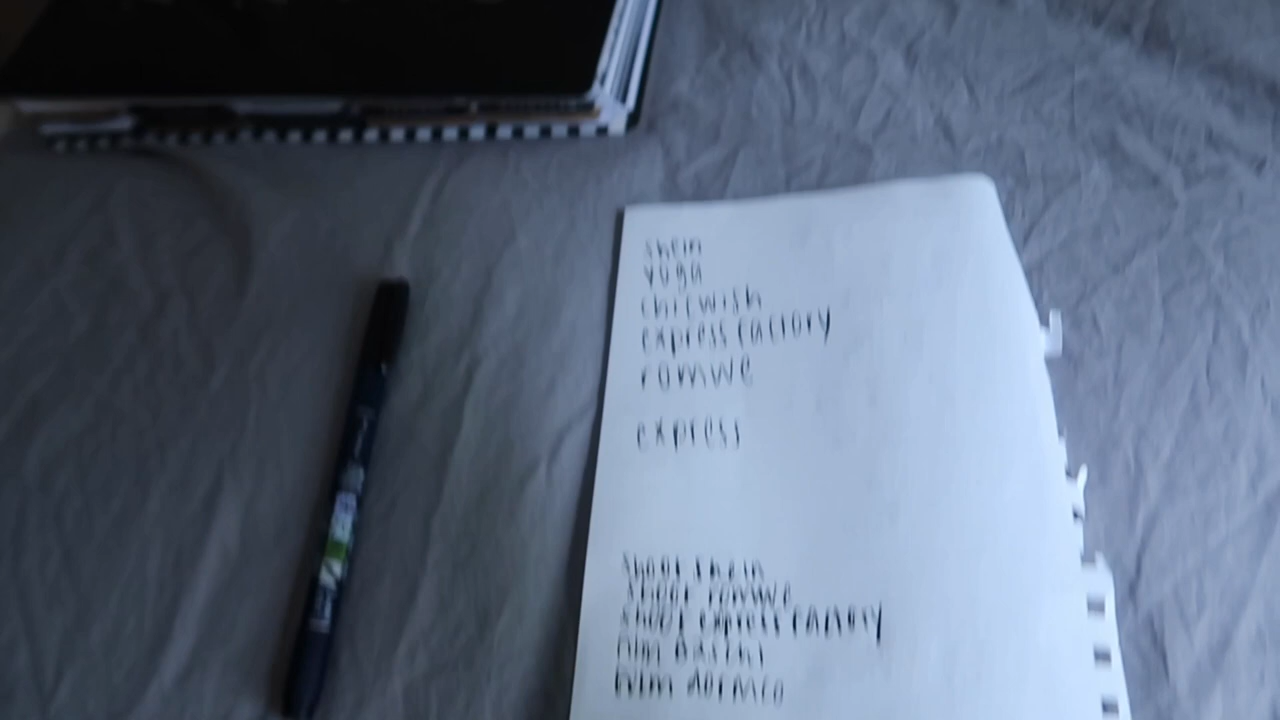 shein
yoga
chicwish
express factory
romwe
express
shoot shein
shoot romwe
shoot express factory
film
film